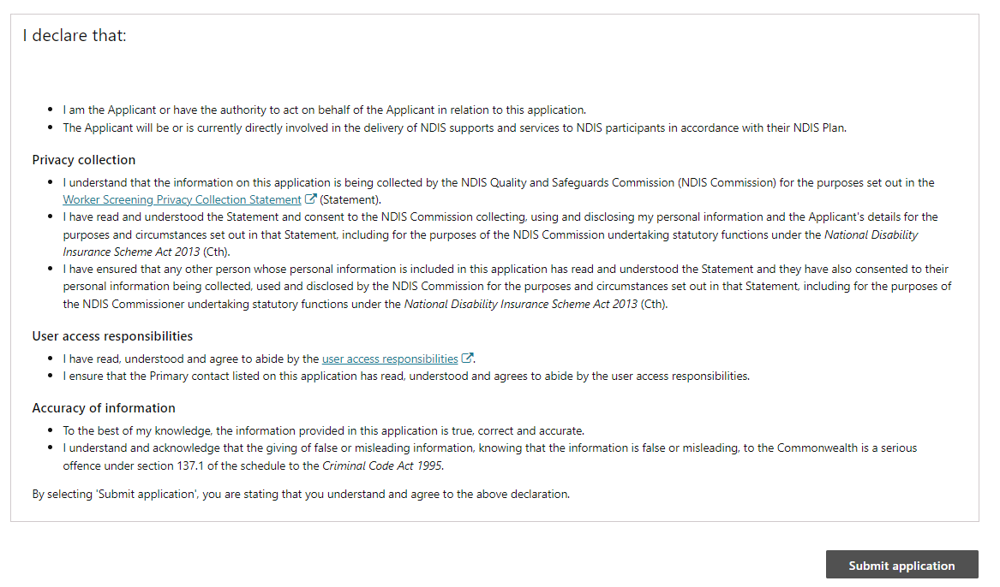 I declare that:
• I am the Applicant or have the authority to act on behalf of the Applicant in relation to this application.
• The Applicant will be or is currently directly involved in the delivery of NDIS supports and services to NDIS participants in accordance with their NDIS Plan.
Privacy collection
• I understand that the information on this application is being collected by the NDIS Quality and Safeguards Commission (NDIS Commission) for the purposes set out in the
Worker Screening Privacy Collection Statement (Statement).
• I have read and understood the Statement and consent to the NDIS Commission collecting, using and disclosing my personal information and the Applicant's details for the
purposes and circumstances set out in that Statement, including for the purposes of the NDIS Commission undertaking statutory functions under the National Disability
Insurance Scheme Act 2013 (Cth).
• I have ensured that any other person whose personal information is included in this application has read and understood the Statement and they have also consented to their
personal information being collected, used and disclosed by the NDIS Commission for the purposes and circumstances set out in that Statement, including for the purposes of
the NDIS Commissioner undertaking statutory functions under the National Disability Insurance Scheme Act 2013 (Cth).
User access responsibilities
• I have read, understood and agree to abide by the user access responsibilities.
• I ensure that the Primary contact listed on this application has read, understood and agrees to abide by the user access responsibilities.
Accuracy of information
• To the best of my knowledge, the information provided in this application is true, correct and accurate.
• I understand and acknowledge that the giving of false or misleading information, knowing that the information is false or misleading, to the Commonwealth is a serious
offence under section 137.1 of the schedule to the Criminal Code Act 1995.
By selecting 'Submit application', you are stating that you understand and agree to the above declaration.
Submit application